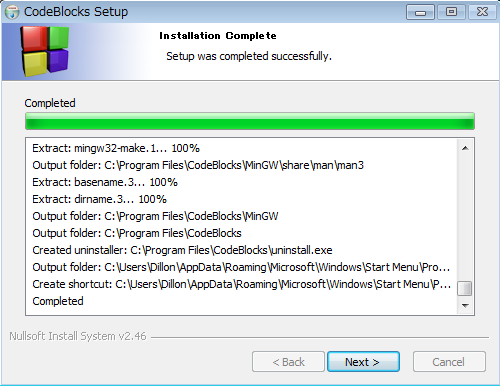 CodeBlocks Setup
Installation Complete
Setup was completed successfully.
Completed
Extract: mingw32-make.1... 100%
Output folder: C:\Program Files\CodeBlocks\MinGW\share\man\man3
Extract: basename.3... 100%
Extract: dirname.3... 100%
Output folder: C:\Program Files\CodeBlocks\MinGW
Output folder: C:\Program Files\CodeBlocks
Created uninstaller: C:\Program Files\CodeBlocks\uninstall.exe
Output folder: C:\Users\Dillon\AppData\Roaming\Microsoft\Windows\Start Menu\Pro...
Create shortcut: C:\Users\Dillon\AppData\Roaming\Microsoft\Windows\Start Menu\P...
Completed
Nullsoft Install System v2.46
< Back
Next >
Cancel